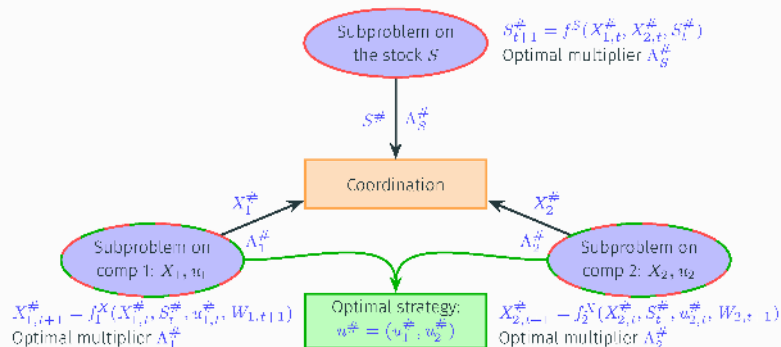 Subproblem on
the stock S
S^#_{t+1} = f^S(X^#_{1,t}, X^#_{2,t}, S^#_t)
Optimal multiplier Λ^#_S
S^# Λ^#_S
Coordination
X^#_1
X^#_2
Λ^#_1
Λ^#_2
Subproblem on
comp 1: X_1, u_1
Subproblem on
comp 2: X_2, u_2
X^#_{1,t+1} = f^X_1(X^#_{1,t}, S^#_t, u^#_{1,t}, W_{1,t+1})
Optimal multiplier Λ^#_1
Optimal strategy:
u^# = (u^#_1, u^#_2)
X^#_{2,t+1} = f^X_2(X^#_{2,t}, S^#_t, u^#_{2,t}, W_{2,t+1})
Optimal multiplier Λ^#_2